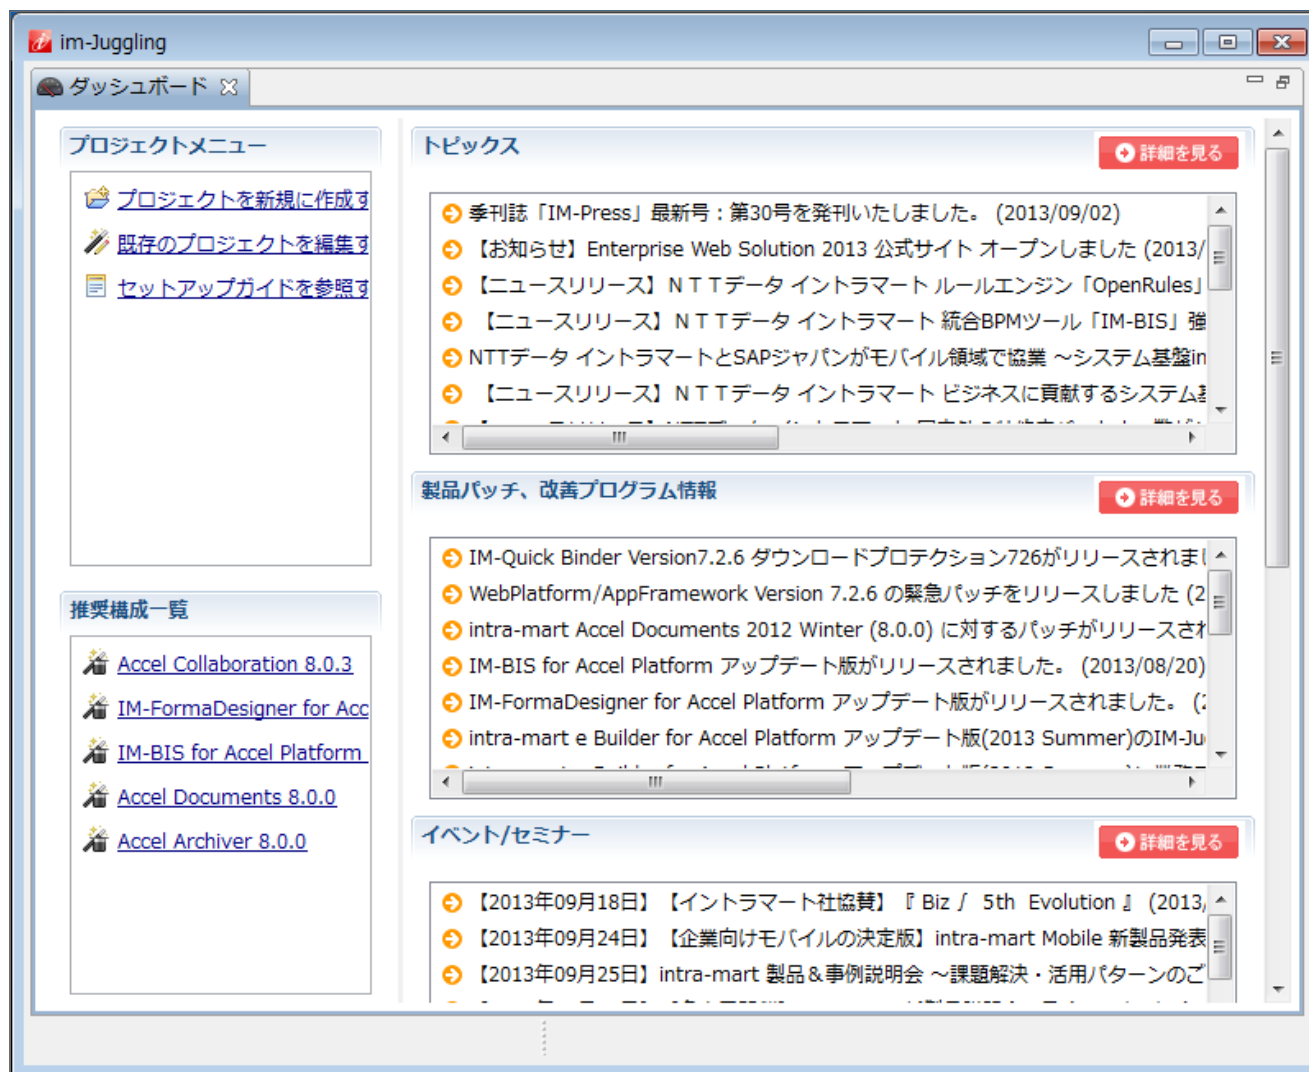 im-Juggling
ダッシュボード
プロジェクトメニュー
プロジェクトを新規に作成す
既存のプロジェクトを編集す
セットアップガイドを参照す
推奨構成一覧
Accel Collaboration 8.0.3
IM-FormaDesigner for Acc
IM-BIS for Accel Platform
Accel Documents 8.0.0
Accel Archiver 8.0.0
トピックス
詳細を見る
季刊誌「IM-Press」最新号：第30号を発刊いたしました。 (2013/09/02)
【お知らせ】Enterprise Web Solution 2013 公式サイト オープンしました (2013/
【ニュースリリース】ＮＴＴデータ イントラマート ルールエンジン「OpenRules」
【ニュースリリース】ＮＴＴデータ イントラマート 統合BPMツール「IM-BIS」強
NTTデータ イントラマートとSAPジャパンがモバイル領域で協業 ～システム基盤in
【ニュースリリース】ＮＴＴデータ イントラマート ビジネスに貢献するシステム基
製品パッチ、改善プログラム情報
詳細を見る
IM-Quick Binder Version7.2.6 ダウンロードプロテクション726がリリースされまし
WebPlatform/AppFramework Version 7.2.6 の緊急パッチをリリースしました (2
intra-mart Accel Documents 2012 Winter (8.0.0) に対するパッチがリリースされ
IM-BIS for Accel Platform アップデート版がリリースされました。 (2013/08/20)
IM-FormaDesigner for Accel Platform アップデート版がリリースされました。 (2
intra-mart e Builder for Accel Platform アップデート版(2013 Summer)のIM-Ju
イベント/セミナー
詳細を見る
【2013年09月18日】【イントラマート社協賛】『 Biz ∫ 5th Evolution 』 (2013/
【2013年09月24日】【企業向けモバイルの決定版】intra-mart Mobile 新製品発表
【2013年09月25日】intra-mart 製品＆事例説明会 ～課題解決・活用パターンのご